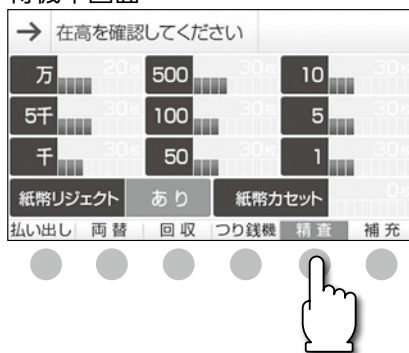 待機中画面
→ 在高を確認してください
万 20枚 500 30枚 10 30枚
5千 30枚 100 30枚 5 30枚
千 30枚 50 30枚 1 30枚
紙幣リジェクト あり 紙幣カセット 0枚
払い出し 両替 回収 つり銭機 精査 補充